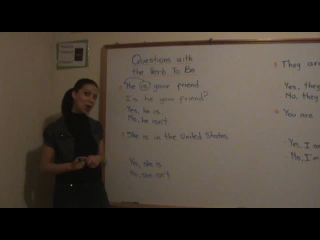 Questions with
the Verb To Be
He is your friend
Is he your friend?
Yes, he is
No, he isn't
She is in the United States
Yes, she is
No, she isn't
They are
Yes, they
No, they
You are
Yes, I
No, I'm